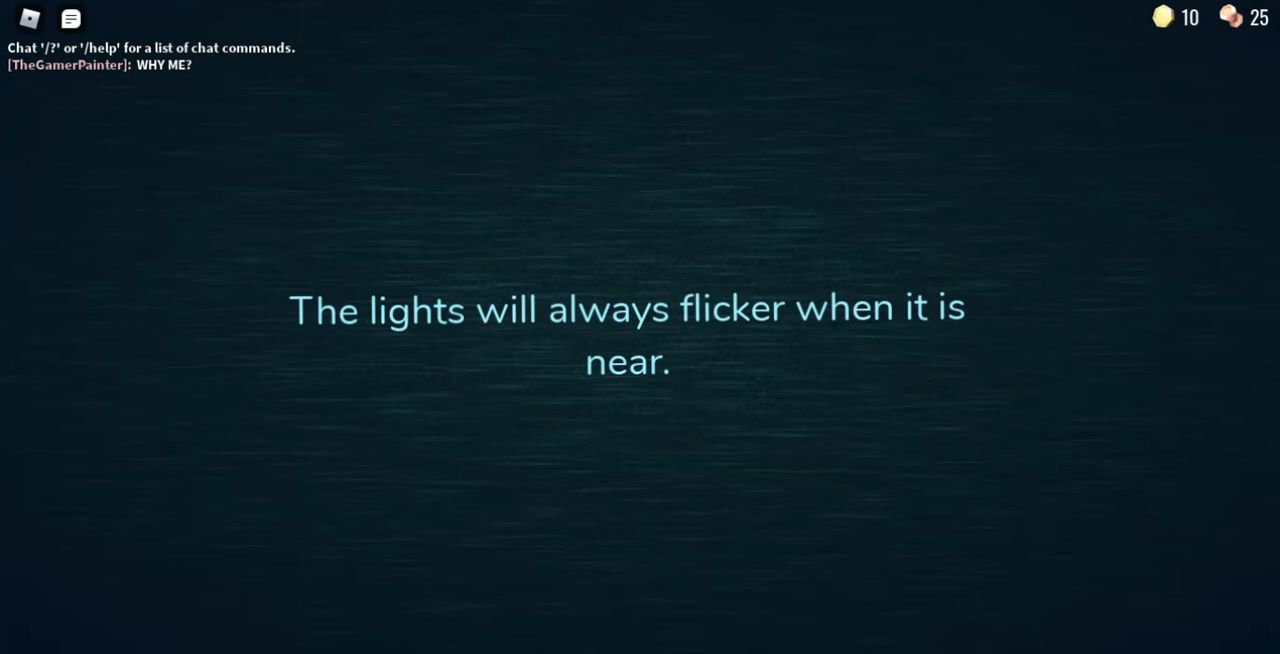 10 25
Chat '/?' or '/help' for a list of chat commands.
[TheGamerPainter]: WHY ME?
The lights will always flicker when it is
near.